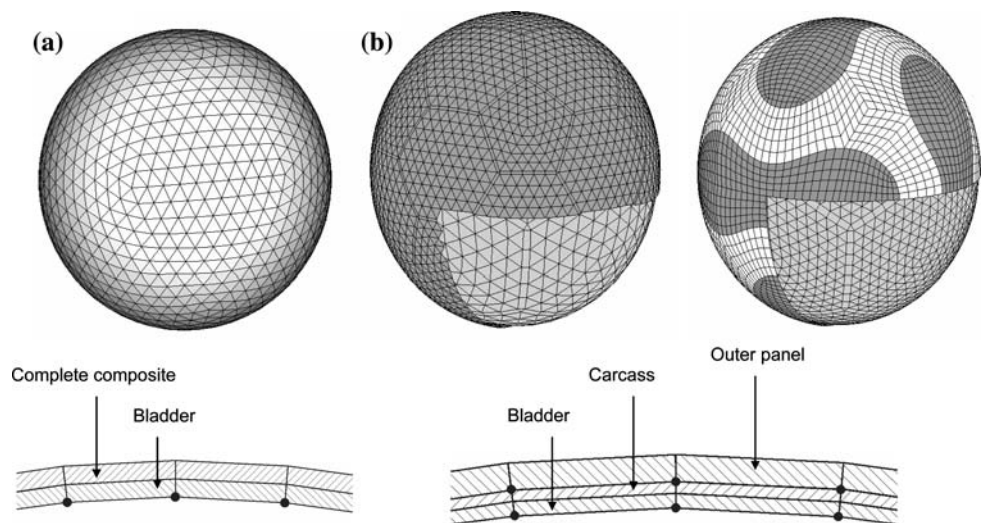 (a)
(b)
Complete composite
Bladder
Outer panel
Carcass
Bladder